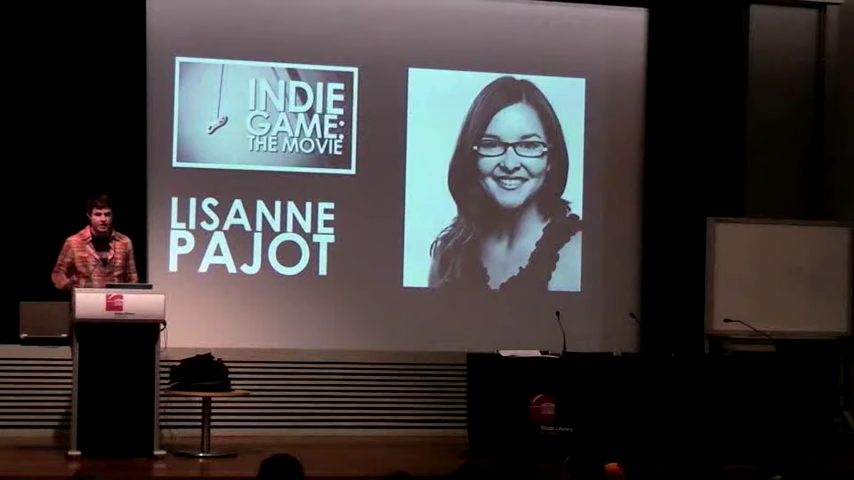 INDIE
GAME:
THE MOVIE
LISANNE
PAJOT